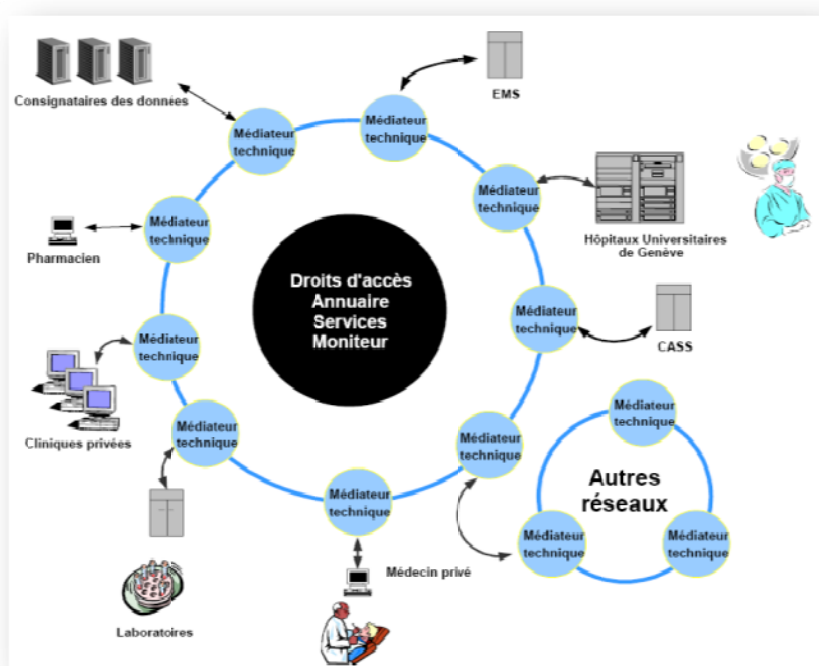 Consignataires des données
Médiateur
technique
Médiateur
technique
EMS
Médiateur
technique
Hôpitaux Universitaires
de Genève
Médiateur
technique
Pharmacien
Droits d'accès
Annuaire
Services
Moniteur
Médiateur
technique
CASS
Médiateur
technique
Cliniques privées
Médiateur
technique
Médiateur
technique
Médiateur
technique
Médecin privé
Laboratoires
Médiateur
technique
Autres
réseaux
Médiateur
technique
Médiateur
technique